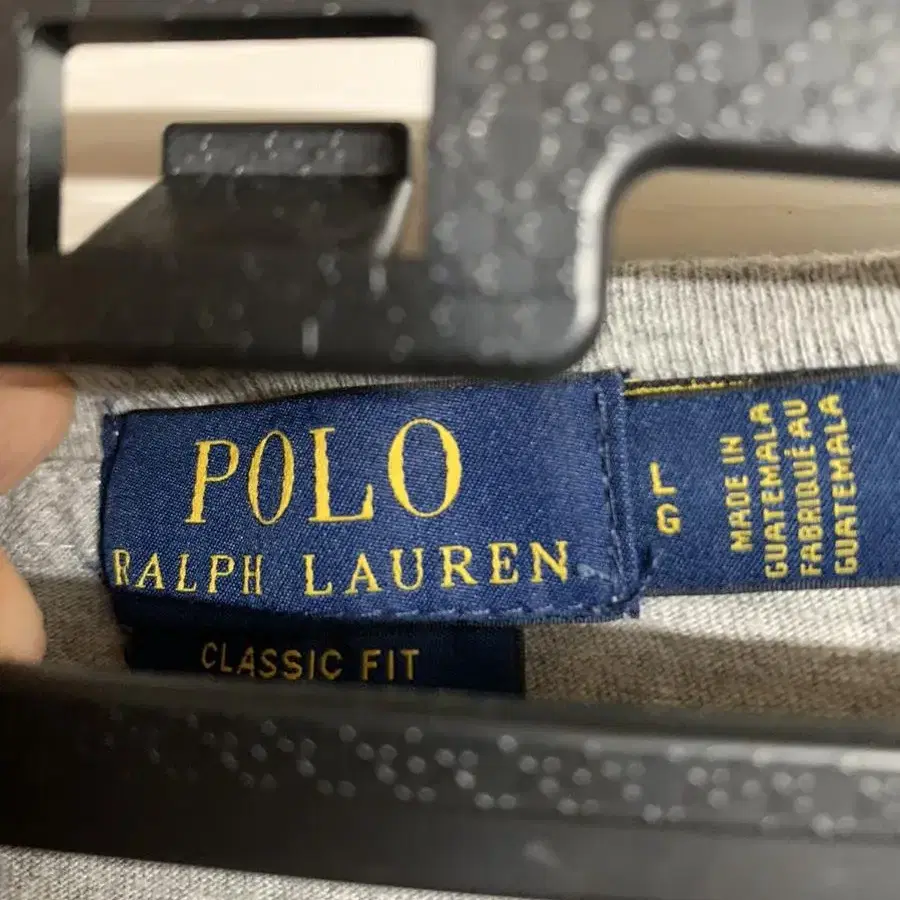 POLO
RALPH LAUREN
CLASSIC FIT
L
G
MADE IN
GUATEMALA
FABRIQUÉ AU
GUATEMALA